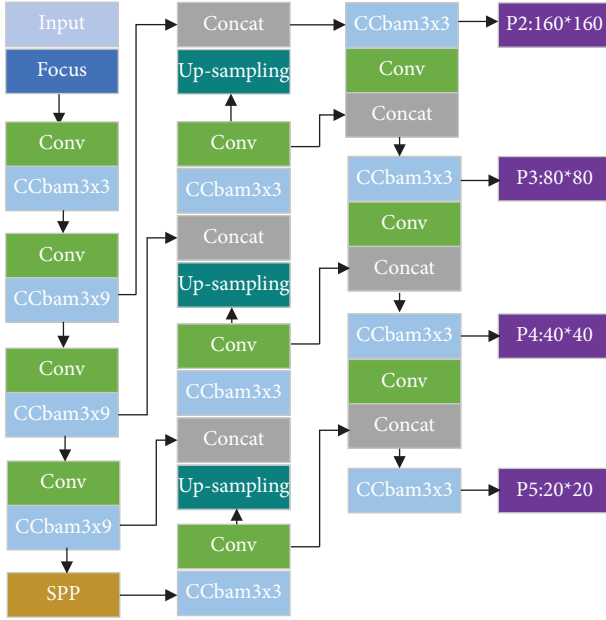 Input
Focus
Conv
CCbam3x3
Conv
CCbam3x9
Conv
CCbam3x9
Conv
CCbam3x9
SPP
Concat
Up-sampling
Conv
CCbam3x3
Concat
Up-sampling
Conv
CCbam3x3
Concat
Up-sampling
Conv
CCbam3x3
CCbam3x3
Conv
Concat
CCbam3x3
Conv
Concat
CCbam3x3
Conv
Concat
CCbam3x3
P2:160*160
P3:80*80
P4:40*40
P5:20*20